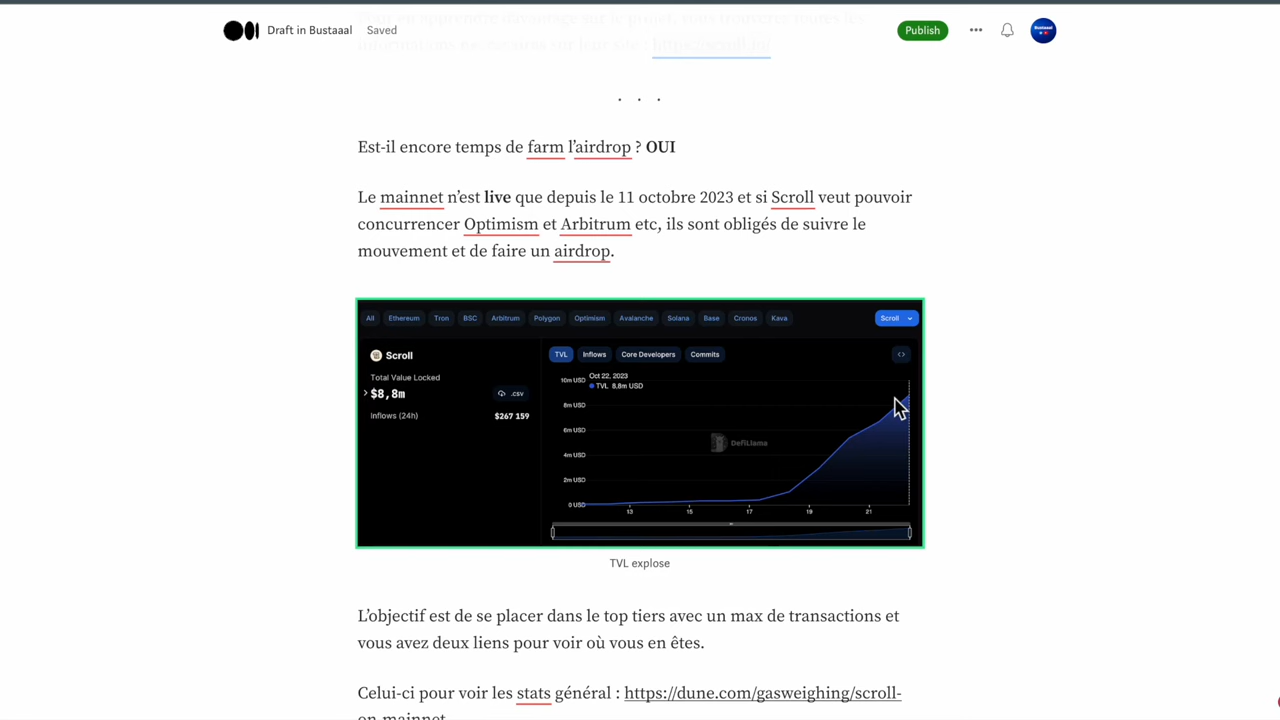 Draft in Bustaaal Saved Publish
https://scroll.io/
Est-il encore temps de farm l'airdrop ? OUI
Le mainnet n'est live que depuis le 11 octobre 2023 et si Scroll veut pouvoir
concurrencer Optimism et Arbitrum etc, ils sont obligés de suivre le
mouvement et de faire un airdrop.
All Ethereum Tron BSC Arbitrum Polygon Optimism Avalanche Solana Base Cronos Kava Scroll
Scroll
Total Value Locked
$8,8m .csv
Inflows (24h) $267 159
TVL Inflows Core Developers Commits
Oct 22, 2023
TVL 8,8m USD
10m USD
8m USD
6m USD
4m USD
2m USD
0 USD
DefiLlama
13 15 17 19 21
TVL explose
L'objectif est de se placer dans le top tiers avec un max de transactions et
vous avez deux liens pour voir où vous en êtes.
Celui-ci pour voir les stats général : https://dune.com/gasweighing/scroll-
on-mainnet